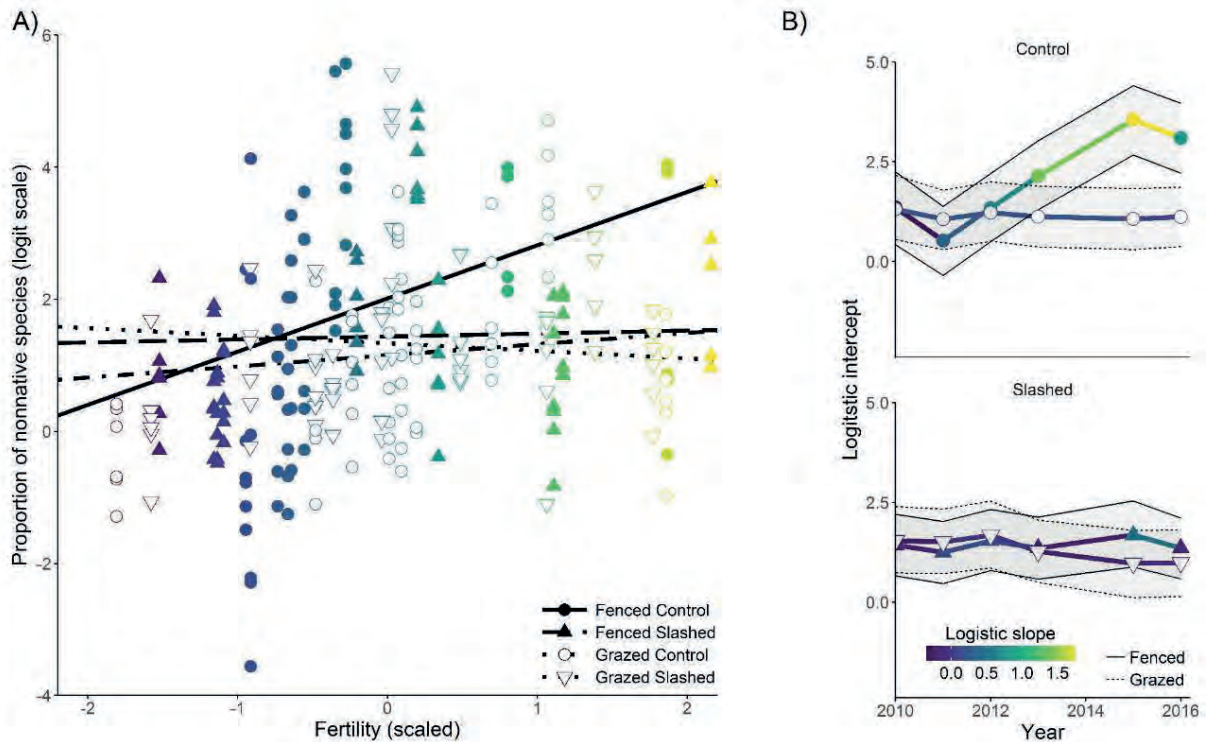 A)
Proportion of nonnative species (logit scale)
6
4
2
0
-2
-4
-2
-1
0
1
2
Fertility (scaled)
Fenced Control
Fenced Slashed
Grazed Control
Grazed Slashed
B)
Logitstic intercept
Control
5.0
2.5
0.0
Slashed
5.0
2.5
0.0
Logistic slope
0.0 0.5 1.0 1.5
Fenced
Grazed
2010 2012 2014 2016
Year